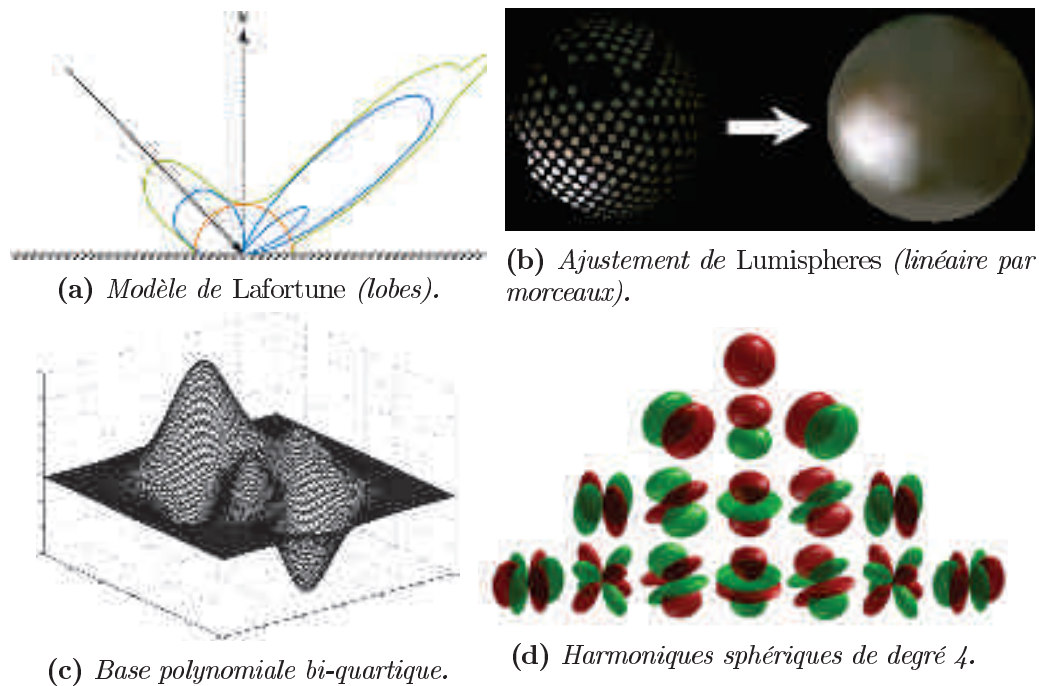 (a) Modèle de Lafortune (lobes).
(b) Ajustement de Lumispheres (linéaire par
morceaux).
(c) Base polynomiale bi-quartique.
(d) Harmoniques sphériques de degré 4.